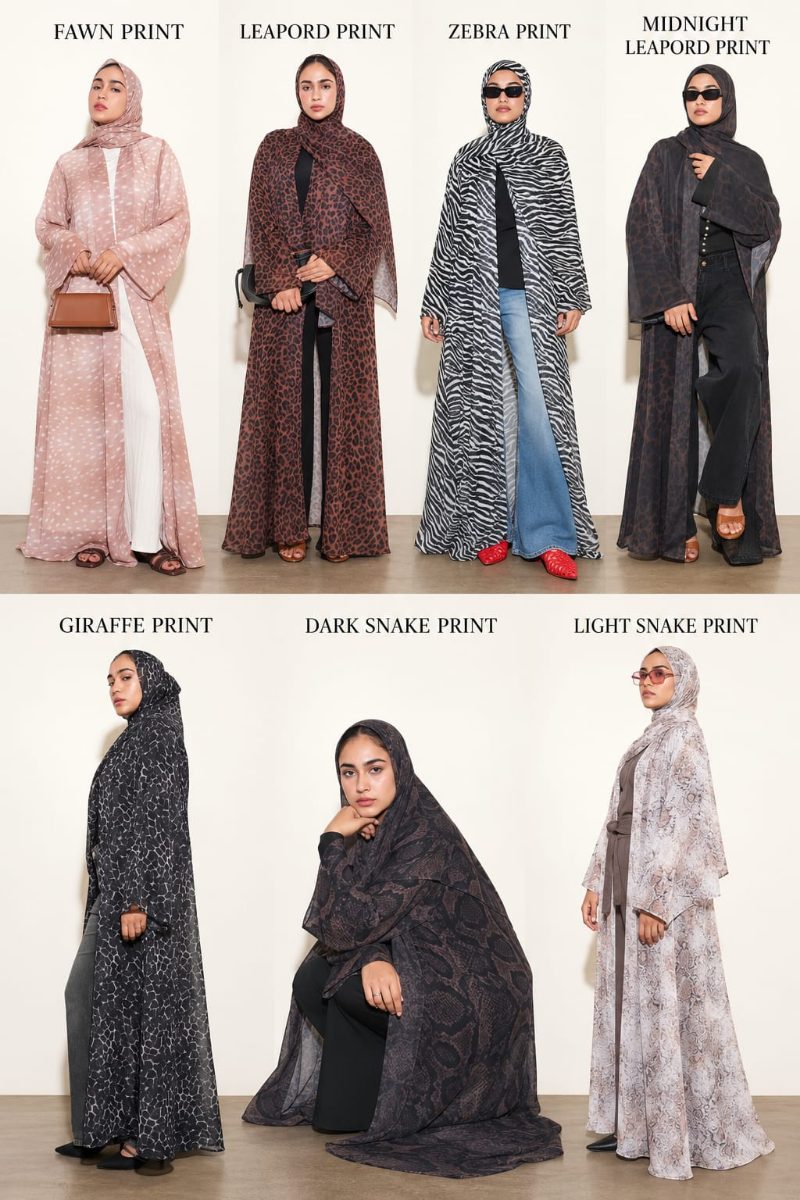 FAWN PRINT
LEAPORD PRINT
ZEBRA PRINT
MIDNIGHT
LEAPORD PRINT
GIRAFFE PRINT
DARK SNAKE PRINT
LIGHT SNAKE PRINT